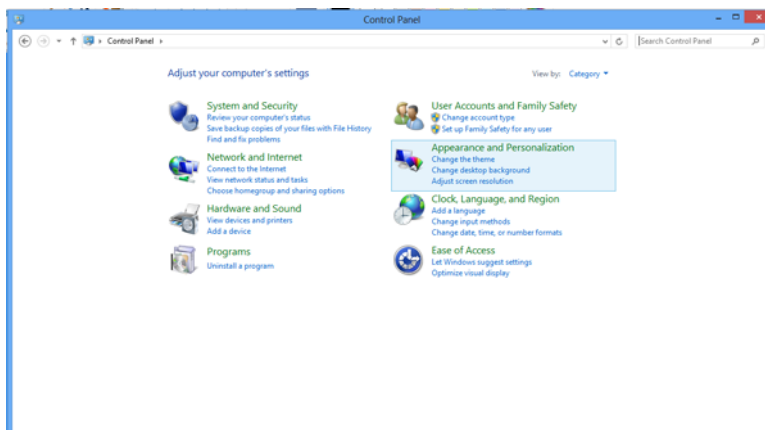 Control Panel
Control Panel
Search Control Panel
Adjust your computer's settings
View by: Category
System and Security
Review your computer's status
Save backup copies of your files with File History
Find and fix problems
Network and Internet
Connect to the Internet
View network status and tasks
Choose homegroup and sharing options
Hardware and Sound
View devices and printers
Add a device
Programs
Uninstall a program
User Accounts and Family Safety
Change account type
Set up Family Safety for any user
Appearance and Personalization
Change the theme
Change desktop background
Adjust screen resolution
Clock, Language, and Region
Add a language
Change input methods
Change date, time, or number formats
Ease of Access
Let Windows suggest settings
Optimize visual display